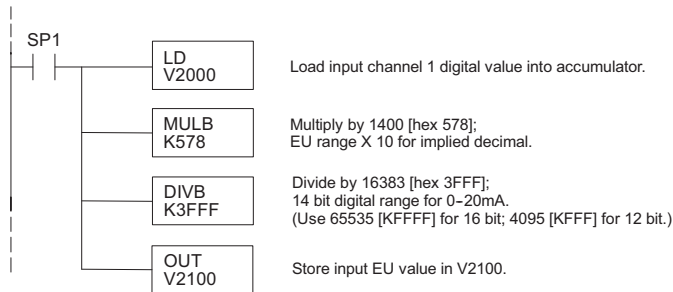 SP1
LD
V2000
Load input channel 1 digital value into accumulator.
MULB
K578
Multiply by 1400 [hex 578];
EU range X 10 for implied decimal.
DIVB
K3FFF
Divide by 16383 [hex 3FFF];
14 bit digital range for 0-20mA.
(Use 65535 [KFFFF] for 16 bit; 4095 [KFFF] for 12 bit.)
OUT
V2100
Store input EU value in V2100.